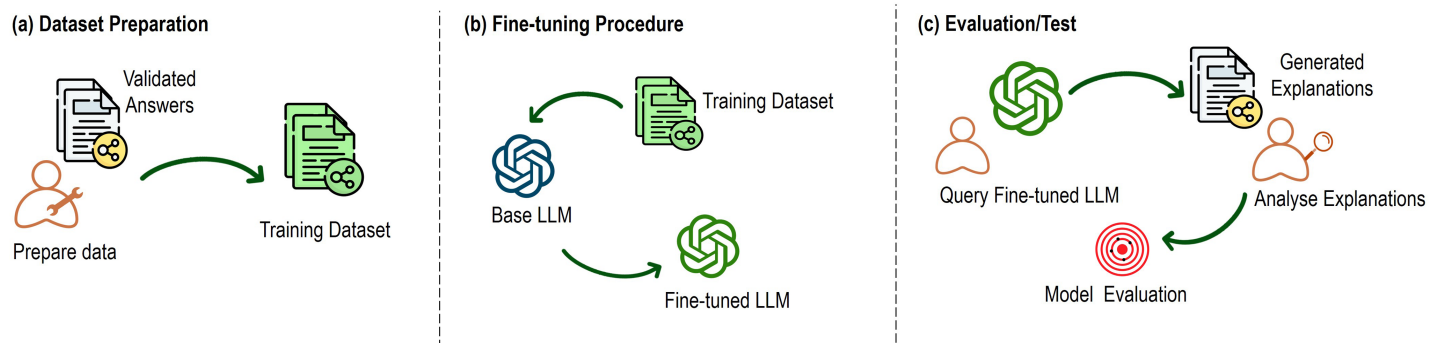 (a) Dataset Preparation
Validated
Answers
Prepare data
Training Dataset
(b) Fine-tuning Procedure
Training Dataset
Base LLM
Fine-tuned LLM
(c) Evaluation/Test
Generated
Explanations
Query Fine-tuned LLM
Analyse Explanations
Model Evaluation